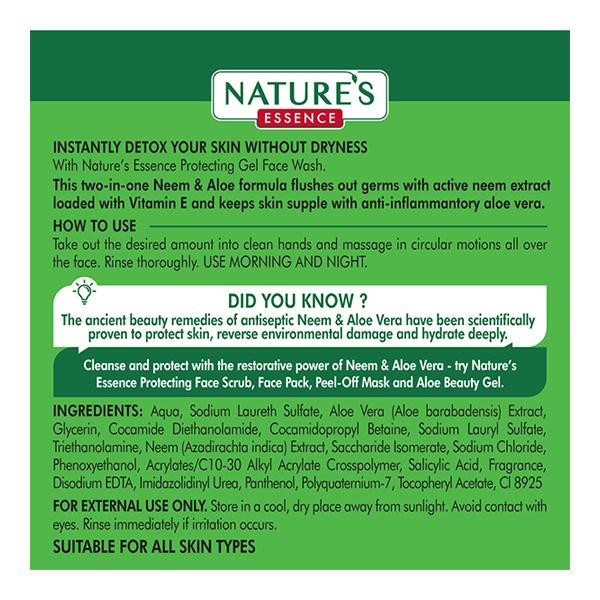 NATURE'S
ESSENCE
INSTANTLY DETOX YOUR SKIN WITHOUT DRYNESS
With Nature's Essence Protecting Gel Face Wash.
This two-in-one Neem & Aloe formula flushes out germs with active neem extract
loaded with Vitamin E and keeps skin supple with anti-inflammantory aloe vera.
HOW TO USE
Take out the desired amount into clean hands and massage in circular motions all over
the face. Rinse thoroughly. USE MORNING AND NIGHT.
DID YOU KNOW ?
The ancient beauty remedies of antiseptic Neem & Aloe Vera have been scientifically
proven to protect skin, reverse environmental damage and hydrate deeply.
Cleanse and protect with the restorative power of Neem & Aloe Vera - try Nature's
Essence Protecting Face Scrub, Face Pack, Peel-Off Mask and Aloe Beauty Gel.
INGREDIENTS: Aqua, Sodium Laureth Sulfate, Aloe Vera (Aloe barabadensis) Extract,
Glycerin, Cocamide Diethanolamide, Cocamidopropyl Betaine, Sodium Lauryl Sulfate,
Triethanolamine, Neem (Azadirachta indica) Extract, Saccharide Isomerate, Sodium Chloride,
Phenoxyethanol, Acrylates/C10-30 Alkyl Acrylate Crosspolymer, Salicylic Acid, Fragrance,
Disodium EDTA, Imidazolidinyl Urea, Panthenol, Polyquaternium-7, Tocopheryl Acetate, CI 8925
FOR EXTERNAL USE ONLY. Store in a cool, dry place away from sunlight. Avoid contact with
eyes. Rinse immediately if irritation occurs.
SUITABLE FOR ALL SKIN TYPES